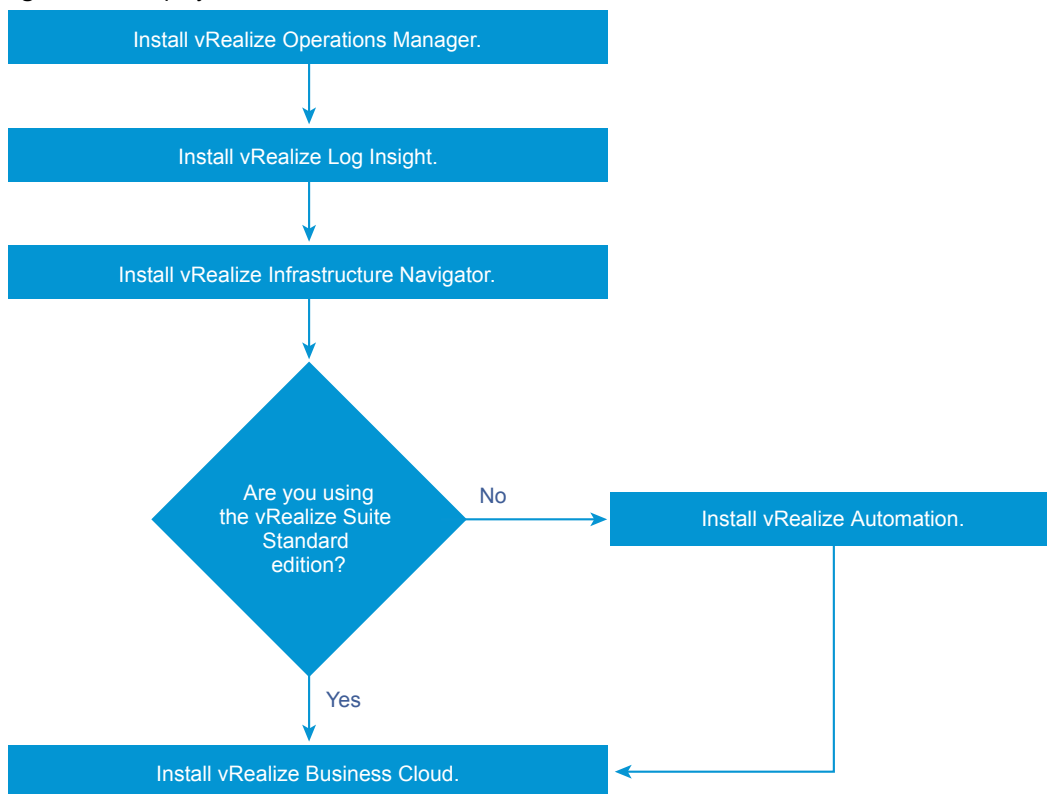 Install vRealize Operations Manager.
Install vRealize Log Insight.
Install vRealize Infrastructure Navigator.
Are you using
the vRealize Suite
Standard
edition?
No
Install vRealize Automation.
Yes
Install vRealize Business Cloud.